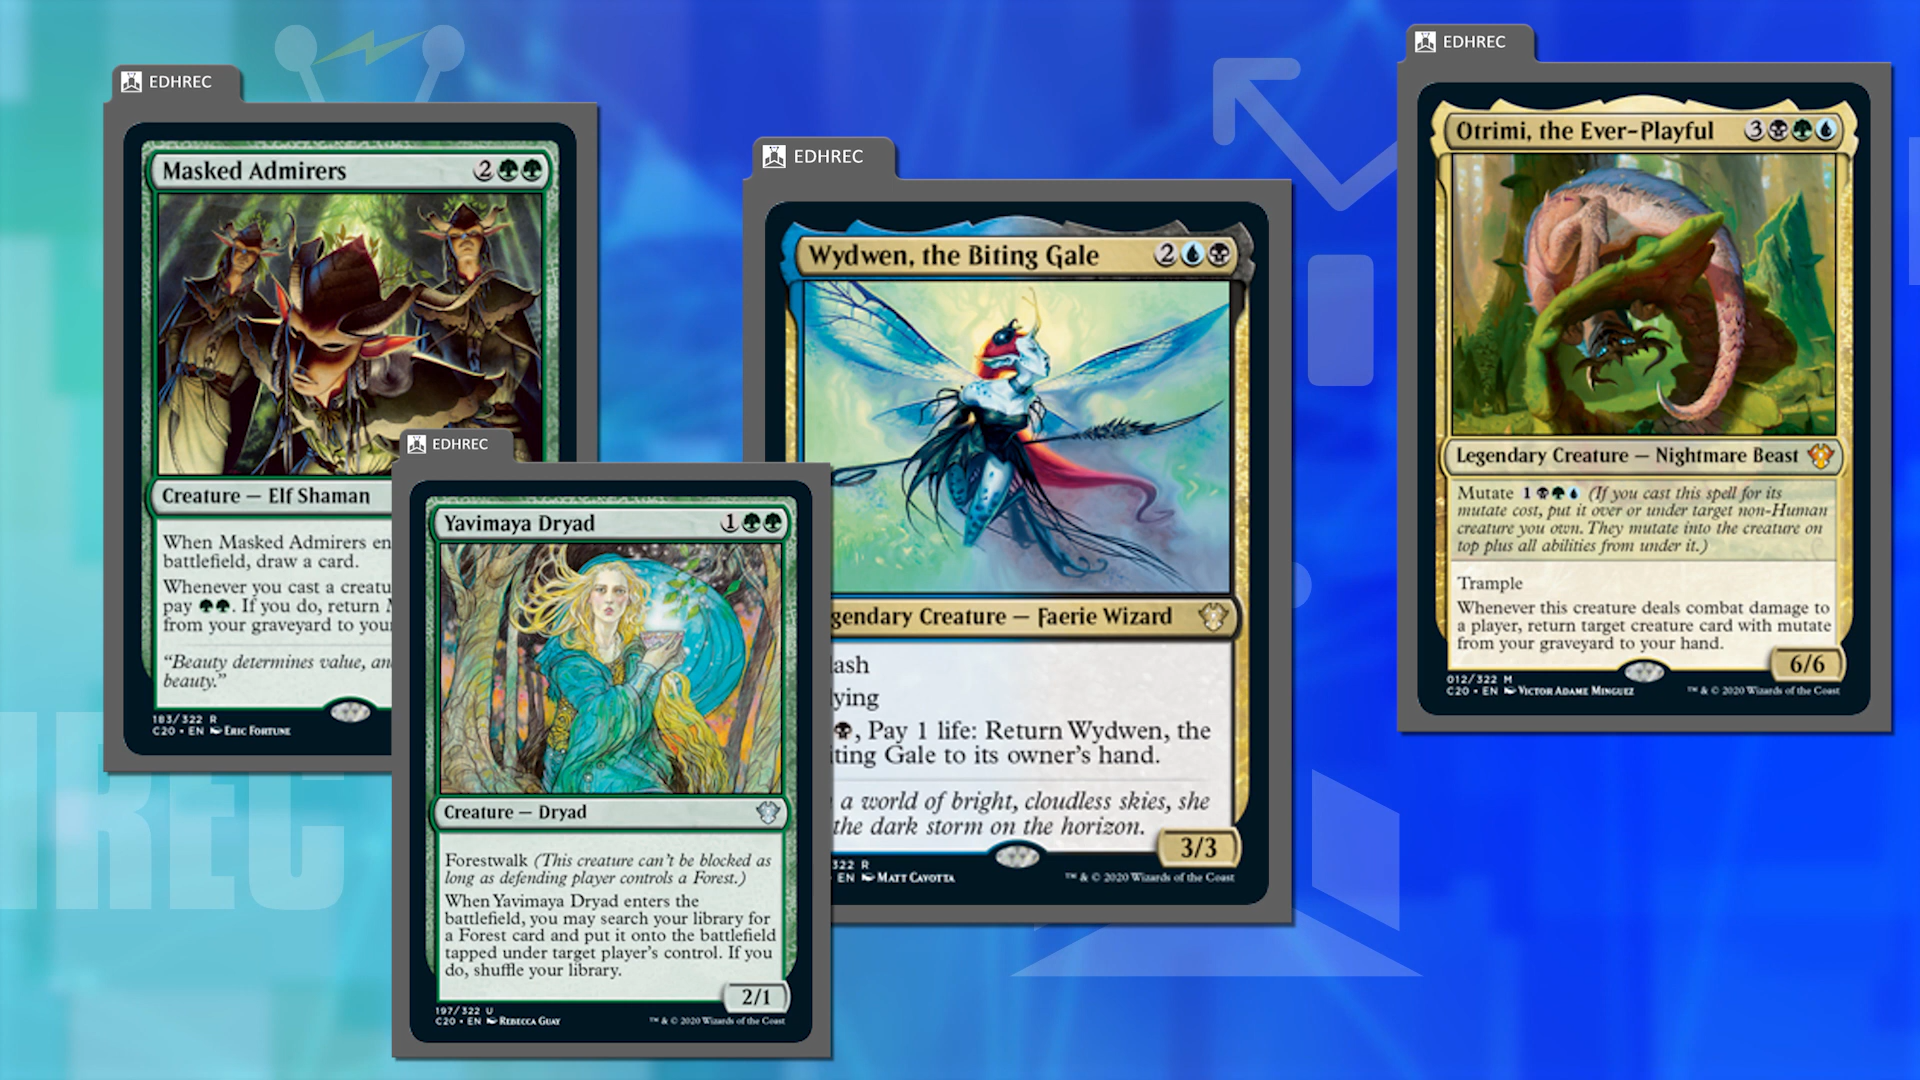 EDHREC
Masked Admirers 2
Creature — Elf Shaman
When Masked Admirers en
battlefield, draw a card.
Whenever you cast a creatu
pay . If you do, return
from your graveyard to your
"Beauty determines value, an
beauty."
183/322 R
C20 • EN ERIC FORTUNE
EDHREC
Yavimaya Dryad 1
Creature — Dryad
Forestwalk (This creature can't be blocked as
long as defending player controls a Forest.)
When Yavimaya Dryad enters the
battlefield, you may search your library for
a Forest card and put it onto the battlefield
tapped under target player's control. If you
do, shuffle your library.
2/1
197/322 U
C20 • EN REBECCA GUAY
™ & © 2020 Wizards of the Coast
EDHREC
Wydwen, the Biting Gale 2
gendary Creature — Faerie Wizard
ash
lying
, Pay 1 life: Return Wydwen, the
iting Gale to its owner's hand.
a world of bright, cloudless skies, she
the dark storm on the horizon.
3/3
322 R
EN MATT CAVOTTA
™ & © 2020 Wizards of the Coast
EDHREC
Otrimi, the Ever-Playful 3
Legendary Creature — Nightmare Beast
Mutate 1 (If you cast this spell for its
mutate cost, put it over or under target non-Human
creature you own. They mutate into the creature on
top plus all abilities from under it.)
Trample
Whenever this creature deals combat damage to
a player, return target creature card with mutate
from your graveyard to your hand.
6/6
012/322 M
C20 • EN VICTOR ADAME MINGUEZ
™ & © 2020 Wizards of the Coast
REC